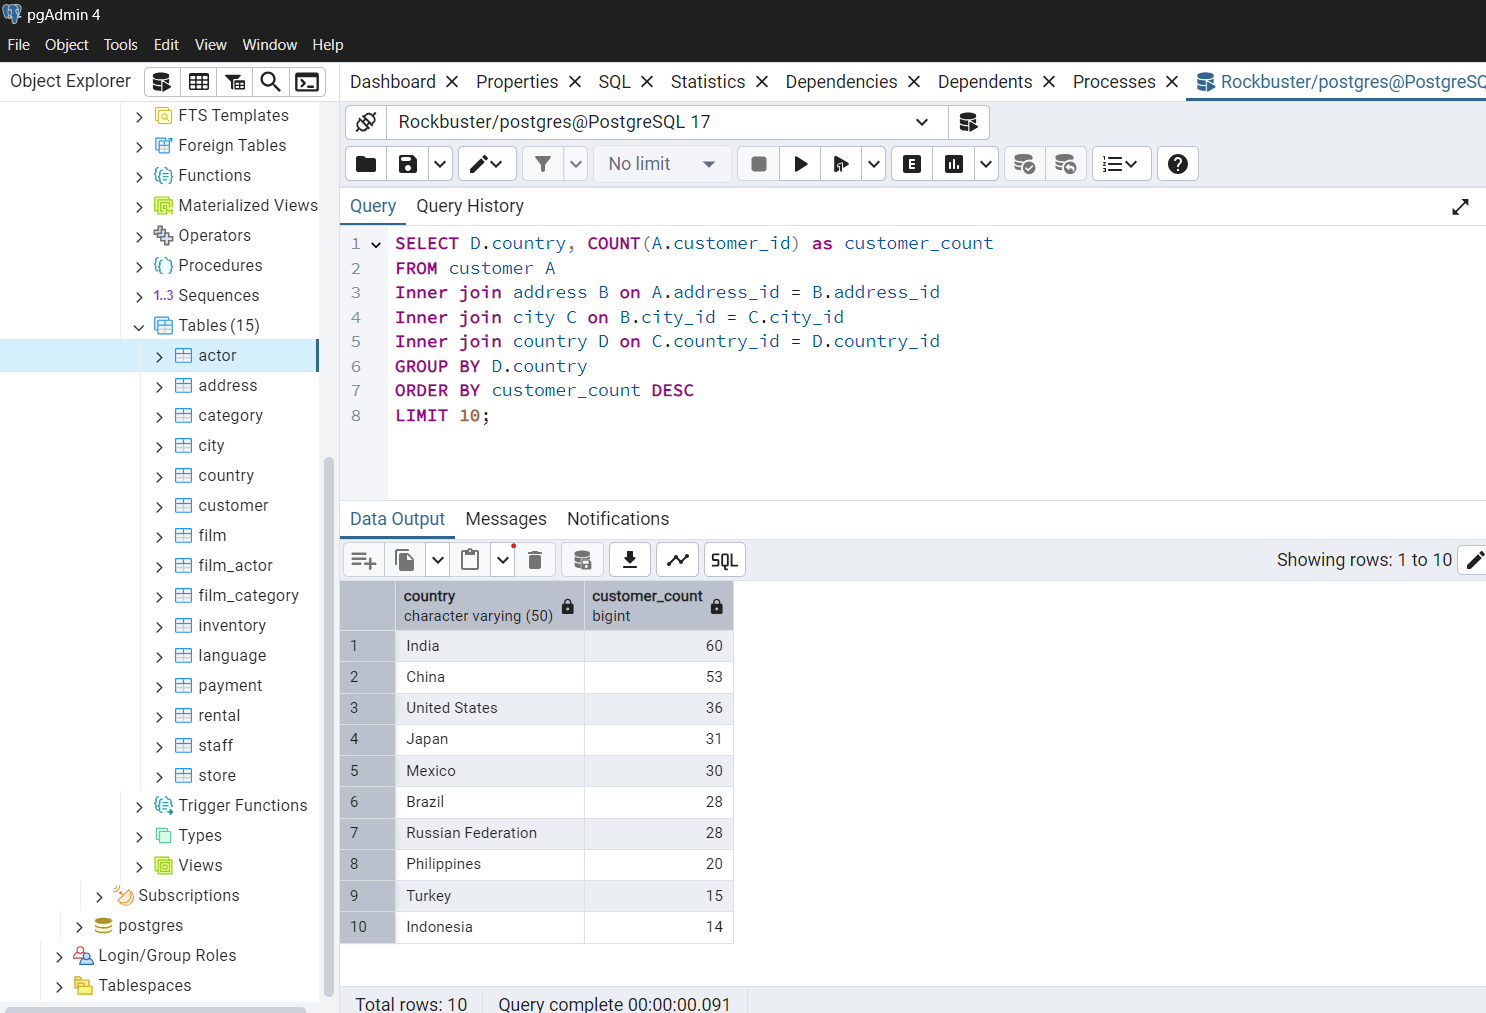 pgAdmin 4
File Object Tools Edit View Window Help
Object Explorer
Dashboard Properties SQL Statistics Dependencies Dependents Processes Rockbuster/postgres@PostgreSQ
FTS Templates
Foreign Tables
Functions
Materialized Views
Operators
Procedures
1..3 Sequences
Tables (15)
actor
address
category
city
country
customer
film
film_actor
film_category
inventory
language
payment
rental
staff
store
Trigger Functions
Types
Views
Subscriptions
postgres
Login/Group Roles
Tablespaces
Rockbuster/postgres@PostgreSQL 17
No limit E
Query Query History
1 SELECT D.country, COUNT(A.customer_id) as customer_count
2 FROM customer A
3 Inner join address B on A.address_id = B.address_id
4 Inner join city C on B.city_id = C.city_id
5 Inner join country D on C.country_id = D.country_id
6 GROUP BY D.country
7 ORDER BY customer_count DESC
8 LIMIT 10;
Data Output Messages Notifications
SQL Showing rows: 1 to 10
country customer_count
character varying (50) bigint
1 India 60
2 China 53
3 United States 36
4 Japan 31
5 Mexico 30
6 Brazil 28
7 Russian Federation 28
8 Philippines 20
9 Turkey 15
10 Indonesia 14
Total rows: 10 Query complete 00:00:00.091